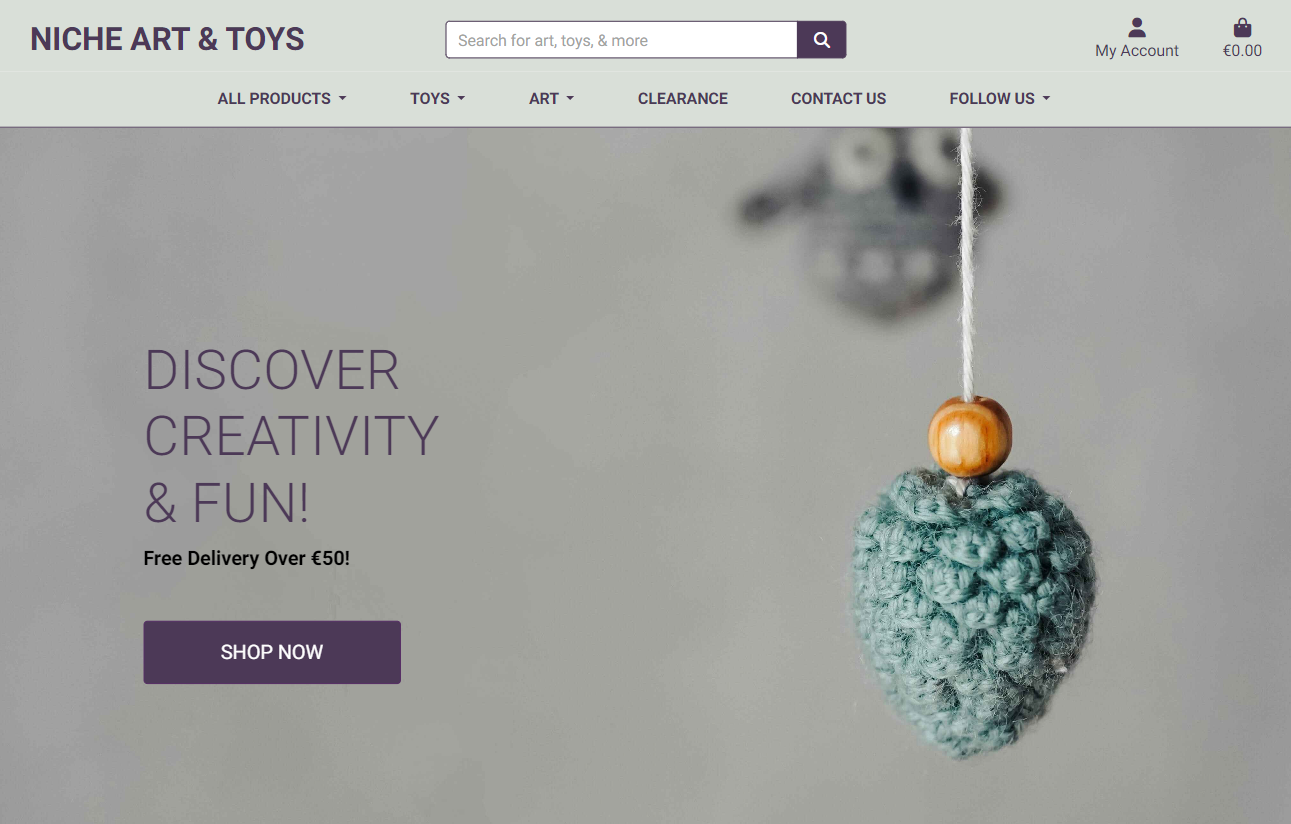 NICHE ART & TOYS
Search for art, toys, & more
My Account
€0.00
ALL PRODUCTS
TOYS
ART
CLEARANCE
CONTACT US
FOLLOW US
DISCOVER
CREATIVITY
& FUN!
Free Delivery Over €50!
SHOP NOW